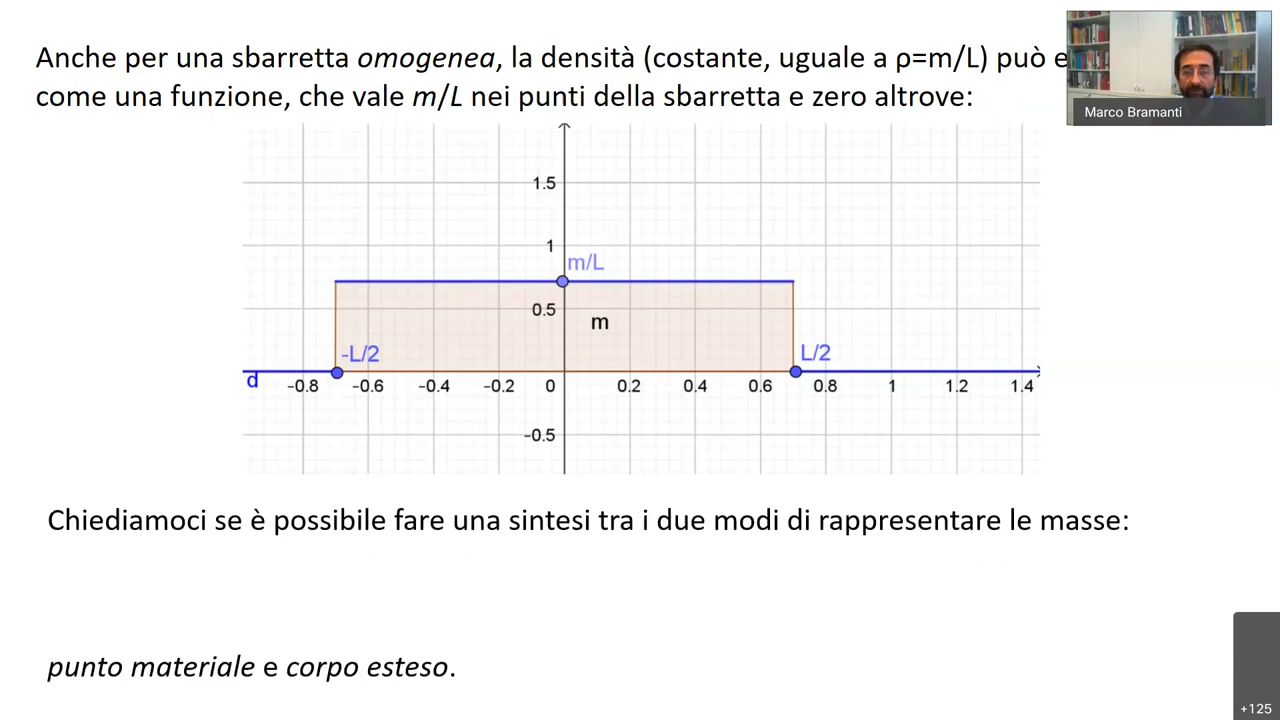 Anche per una sbarretta omogenea, la densità (costante, uguale a ρ=m/L) può e
come una funzione, che vale m/L nei punti della sbarretta e zero altrove:
Marco Bramanti
1.5
1
m/L
0.5
m
-L/2
L/2
d
-0.8 -0.6 -0.4 -0.2 0 0.2 0.4 0.6 0.8 1 1.2 1.4
-0.5
Chiediamoci se è possibile fare una sintesi tra i due modi di rappresentare le masse:
punto materiale e corpo esteso.
+125